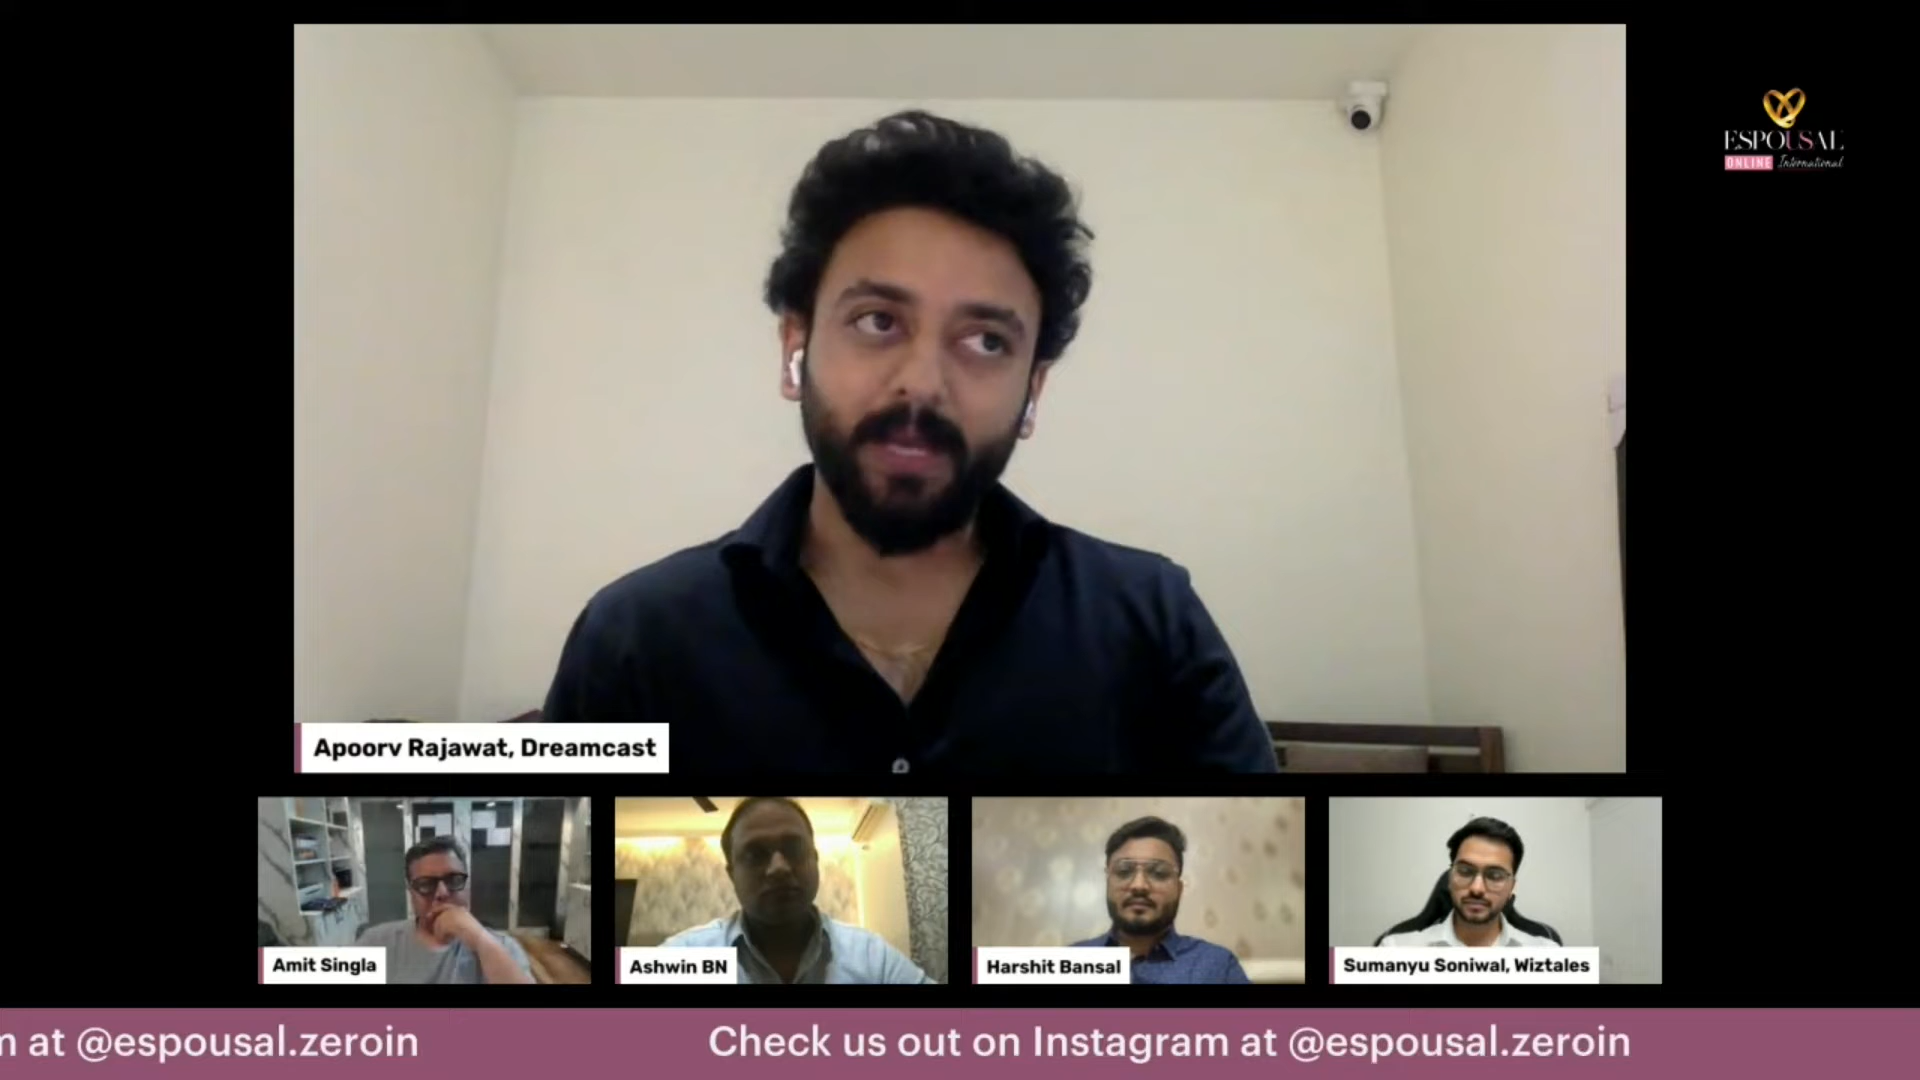 ESPOUSAL
ONLINE International
Apoorv Rajawat, Dreamcast
Amit Singla
Ashwin BN
Harshit Bansal
Sumanyu Soniwal, Wiztales
m at @espousal.zeroin
Check us out on Instagram at @espousal.zeroin